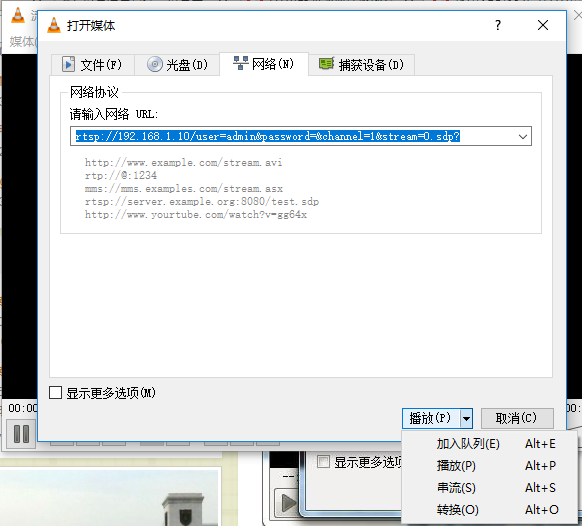 打开媒体
?
媒体(
文件(F)
光盘(D)
网络(N)
捕获设备(D)
网络协议
请输入网络 URL:
rtsp://192.168.1.10/user=admin&password=&channel=1&stream=0.sdp?
http://www.example.com/stream.avi
rtp://@:1234
mms://mms.examples.com/stream.asx
rtsp://server.example.org:8080/test.sdp
http://www.yourtube.com/watch?v=gg64x
显示更多选项(M)
00:0
00:
播放(P)
取消(C)
加入队列(E) Alt+E
播放(P) Alt+P
串流(S) Alt+S
转换(O) Alt+O
显示更多选项